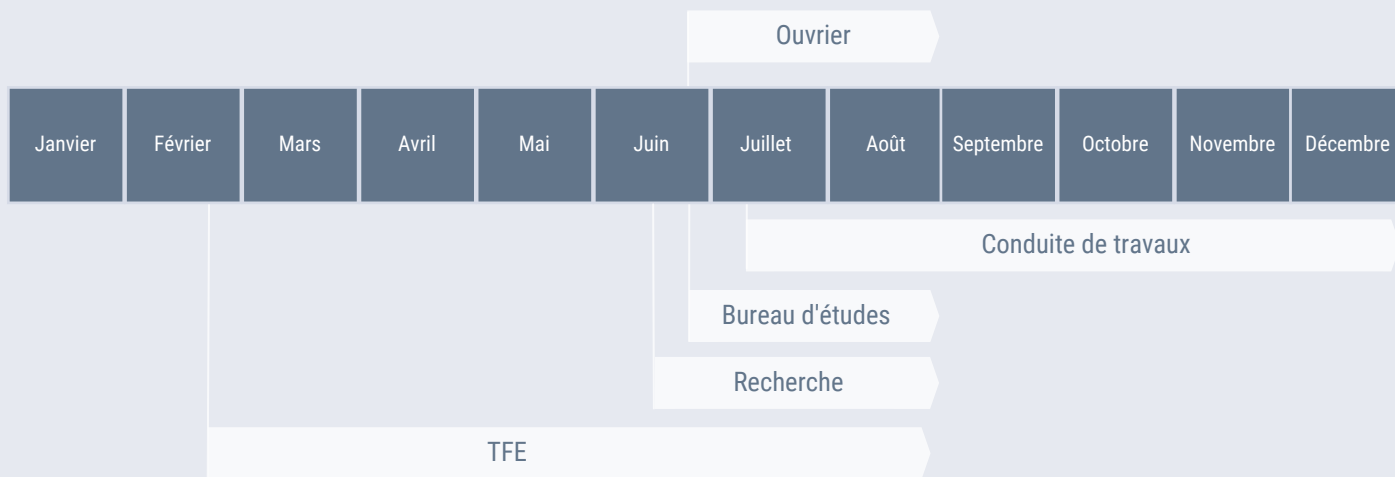 Ouvrier
Janvier Février Mars Avril Mai Juin Juillet Août Septembre Octobre Novembre Décembre
Conduite de travaux
Bureau d'études
Recherche
TFE